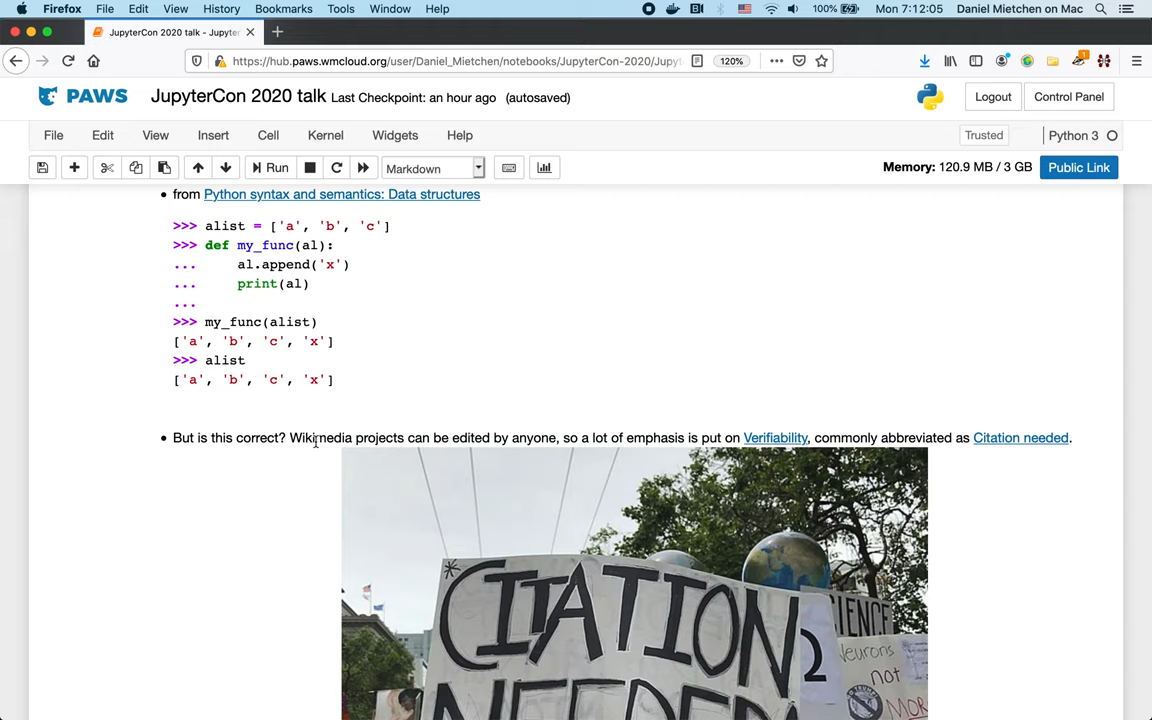 Firefox File Edit View History Bookmarks Tools Window Help 100% Mon 7:12:05 Daniel Mietchen on Mac
JupyterCon 2020 talk - Jupyter
https://hub.paws.wmcloud.org/user/Daniel_Mietchen/notebooks/JupyterCon-2020/Jupyt 120%
PAWS JupyterCon 2020 talk Last Checkpoint: an hour ago (autosaved) Logout Control Panel
File Edit View Insert Cell Kernel Widgets Help Trusted Python 3
Run Markdown Memory: 120.9 MB / 3 GB Public Link
• from Python syntax and semantics: Data structures
>>> alist = ['a', 'b', 'c']
>>> def my_func(al):
... al.append('x')
... print(al)
...
>>> my_func(alist)
['a', 'b', 'c', 'x']
>>> alist
['a', 'b', 'c', 'x']
• But is this correct? Wikimedia projects can be edited by anyone, so a lot of emphasis is put on Verifiability, commonly abbreviated as Citation needed.
*CITATION
NEEDED
SCIENCE
2
Neurons
not
MOR